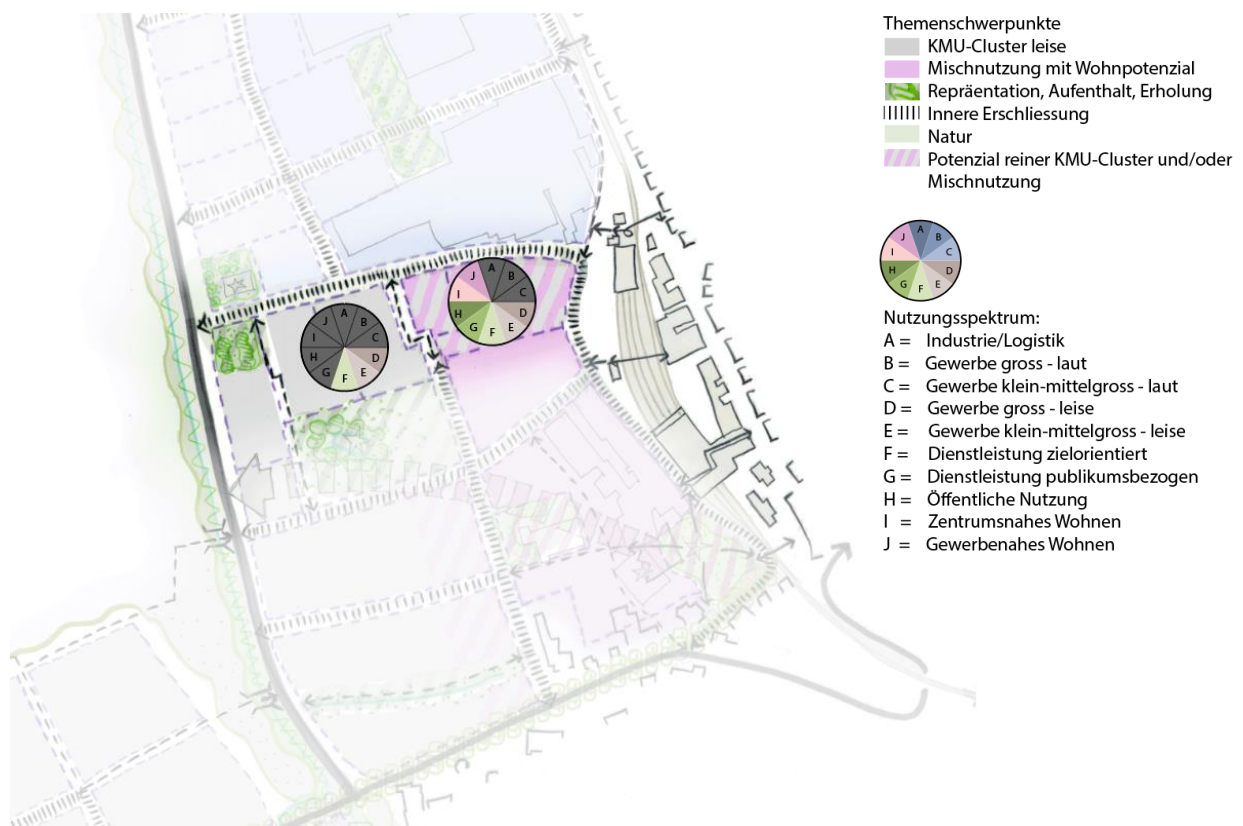 Themenschwerpunkte
KMU-Cluster leise
Mischnutzung mit Wohnpotenzial
Repräentation, Aufenthalt, Erholung
Innere Erschliessung
Natur
Potenzial reiner KMU-Cluster und/oder
Mischnutzung
A
B
C
D
E
F
G
H
I
J
Nutzungsspektrum:
A = Industrie/Logistik
B = Gewerbe gross - laut
C = Gewerbe klein-mittelgross - laut
D = Gewerbe gross - leise
E = Gewerbe klein-mittelgross - leise
F = Dienstleistung zielorientiert
G = Dienstleistung publikumsbezogen
H = Öffentliche Nutzung
I = Zentrumsnahes Wohnen
J = Gewerbenahes Wohnen
A
B
C
D
E
F
G
H
I
J
A
B
C
D
E
F
G
H
I
J